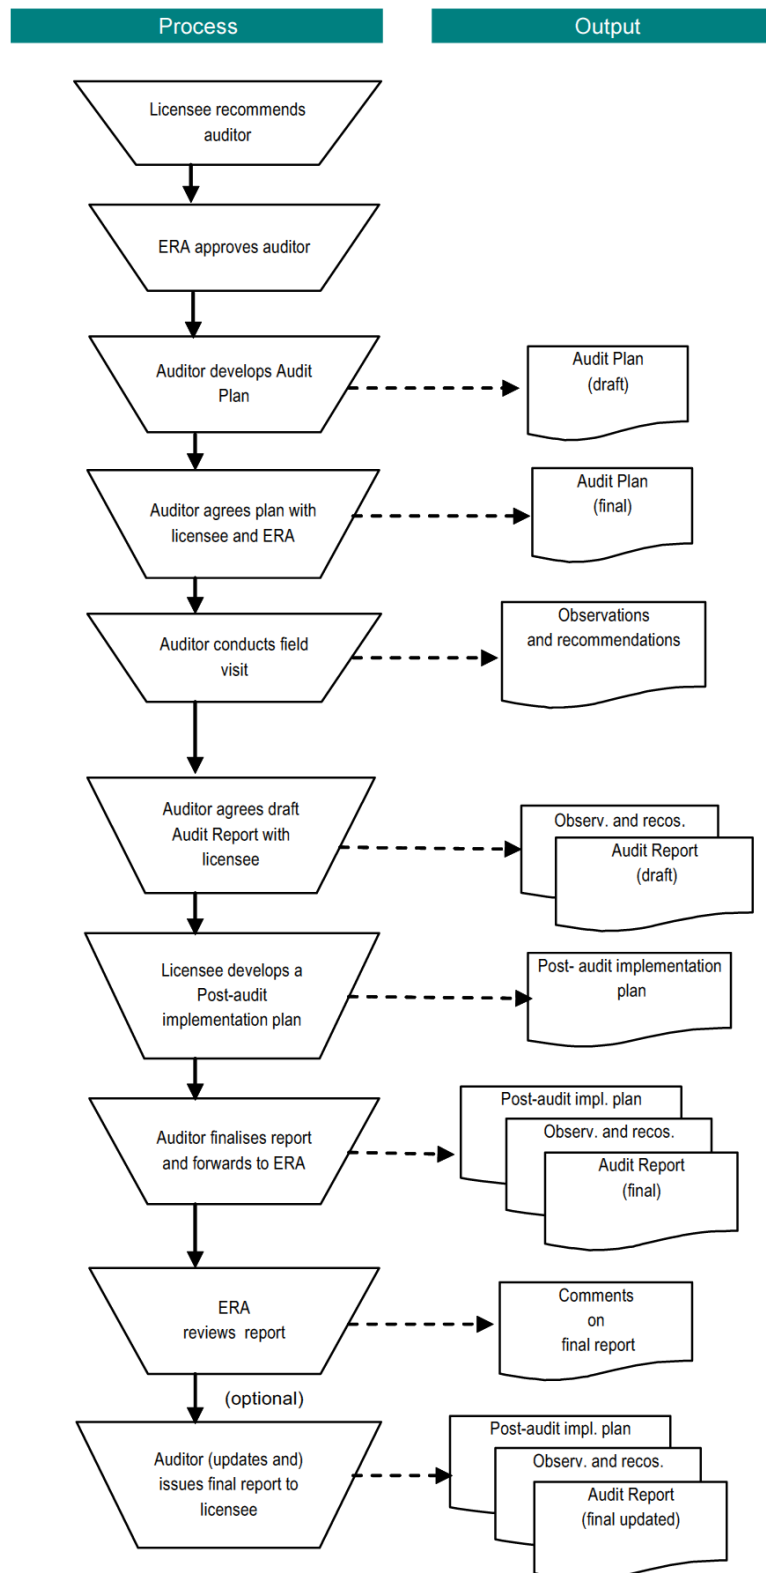 Process
Output
Licensee recommends
auditor
ERA approves auditor
Auditor develops Audit
Plan
Audit Plan
(draft)
Auditor agrees plan with
licensee and ERA
Audit Plan
(final)
Auditor conducts field
visit
Observations
and recommendations
Auditor agrees draft
Audit Report with
licensee
Observ. and recos.
Audit Report
(draft)
Licensee develops a
Post-audit
implementation plan
Post- audit implementation
plan
Auditor finalises report
and forwards to ERA
Post-audit impl. plan
Observ. and recos.
Audit Report
(final)
ERA
reviews report
Comments
on
final report
(optional)
Auditor (updates and)
issues final report to
licensee
Post-audit impl. plan
Observ. and recos.
Audit Report
(final updated)